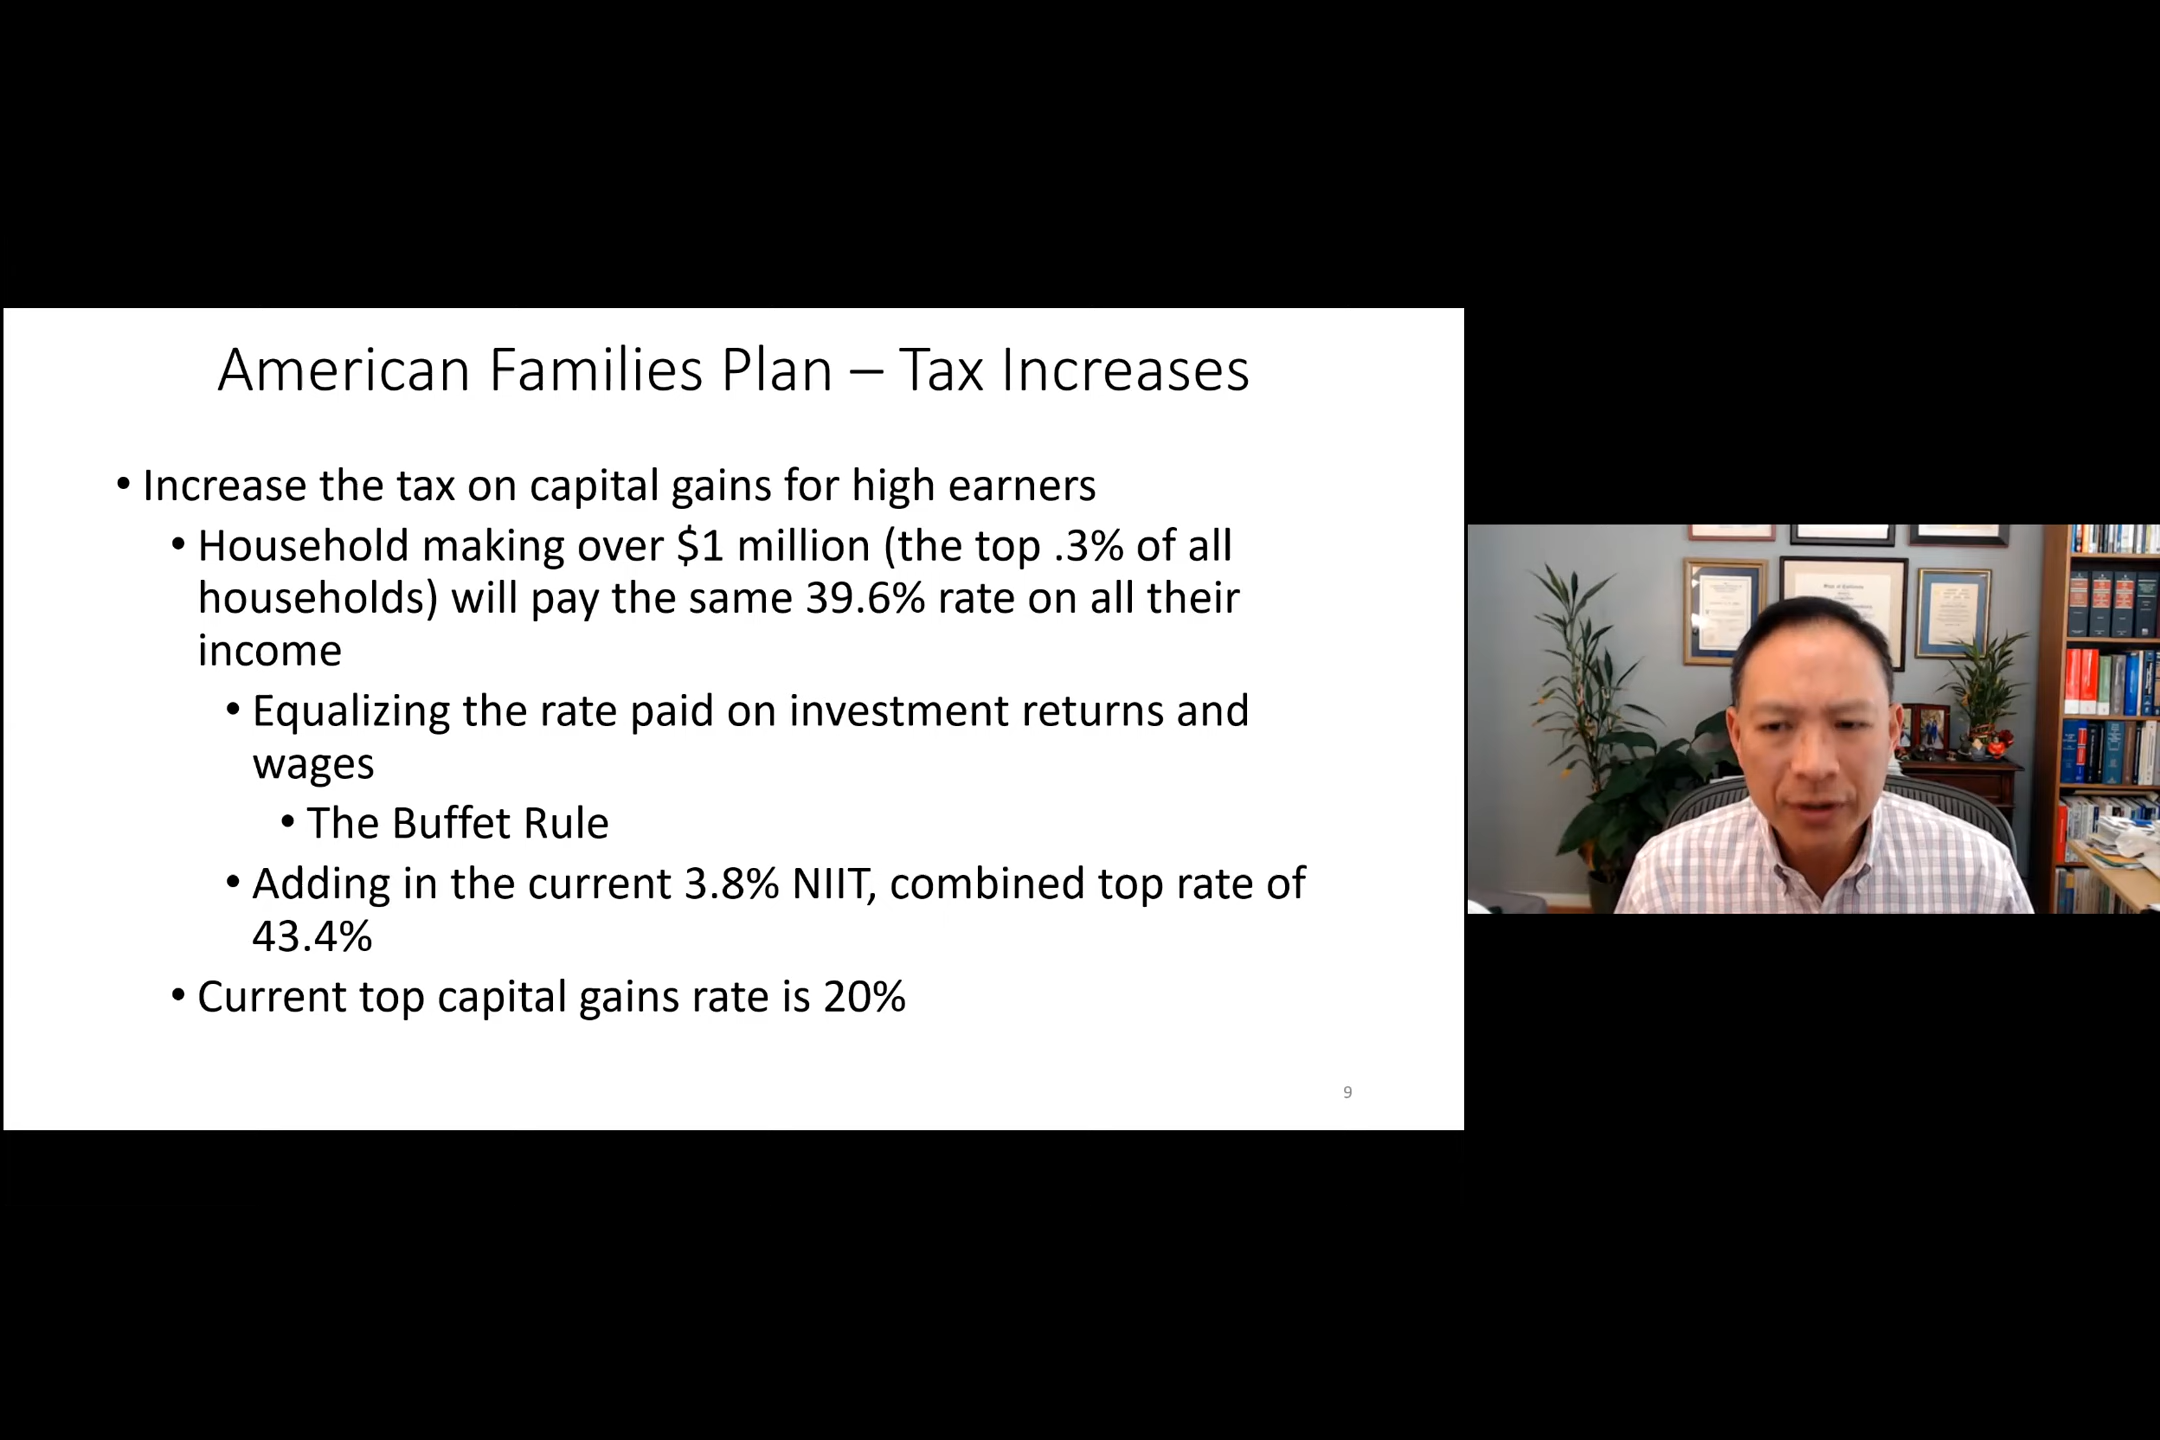 American Families Plan – Tax Increases
• Increase the tax on capital gains for high earners
• Household making over $1 million (the top .3% of all
households) will pay the same 39.6% rate on all their
income
• Equalizing the rate paid on investment returns and
wages
• The Buffet Rule
• Adding in the current 3.8% NIIT, combined top rate of
43.4%
• Current top capital gains rate is 20%
9